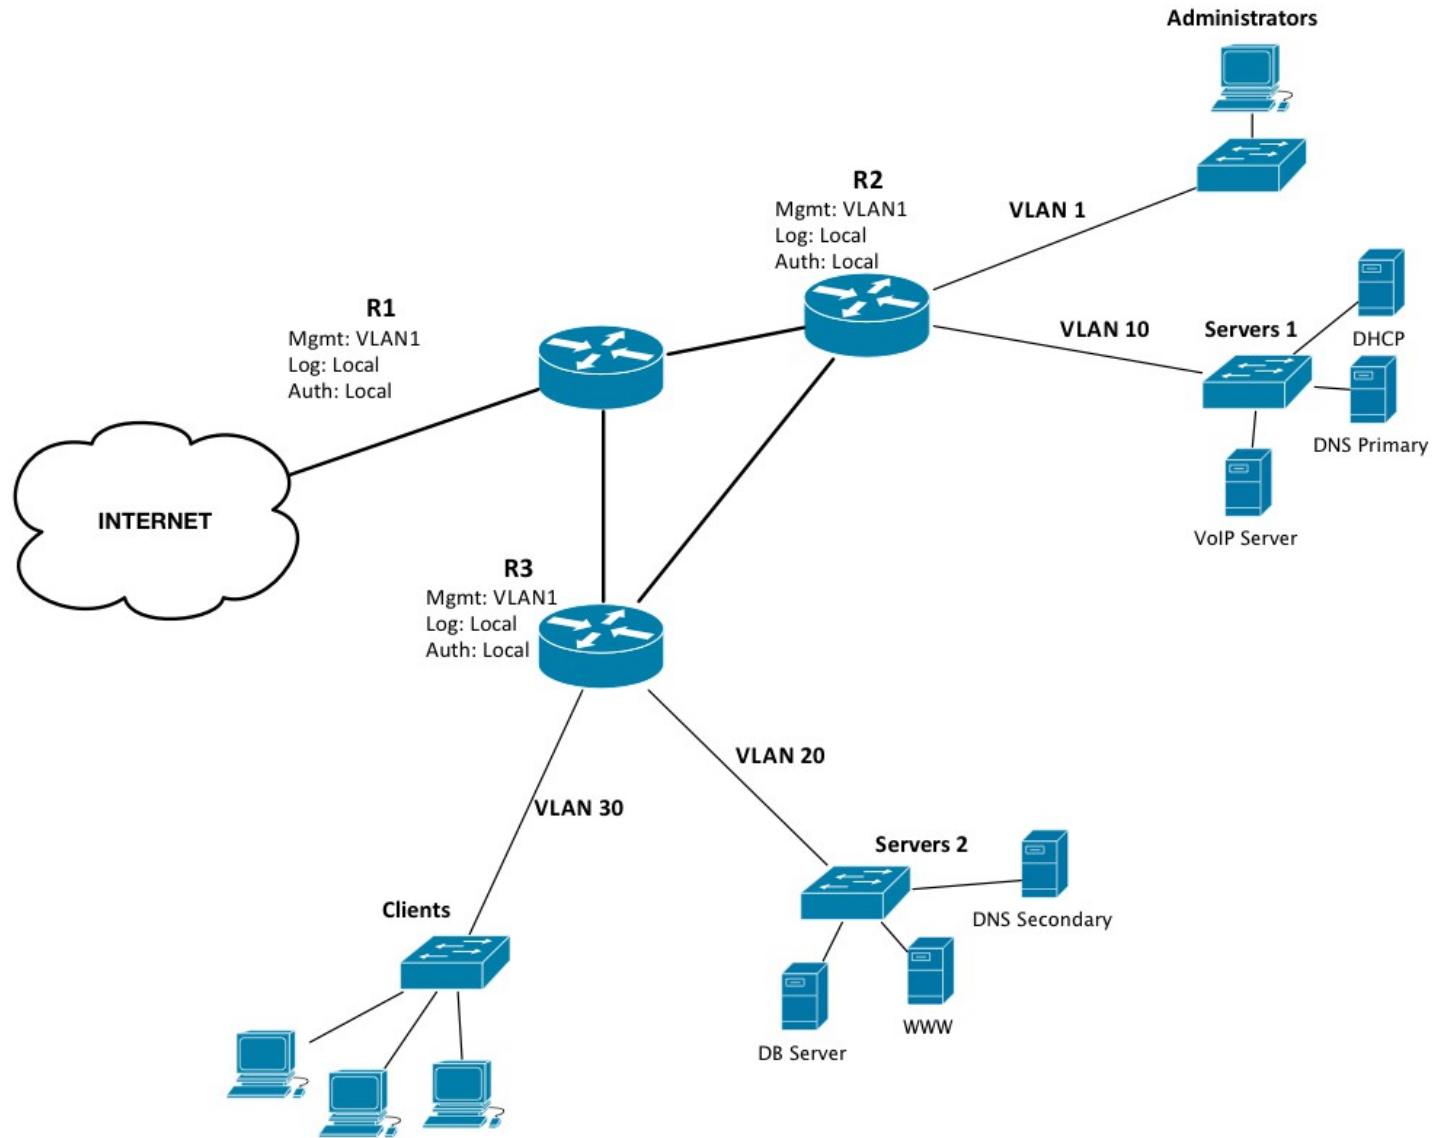 Administrators
R2
Mgmt: VLAN1
Log: Local
Auth: Local
VLAN 1
R1
Mgmt: VLAN1
Log: Local
Auth: Local
VLAN 10
Servers 1
DHCP
DNS Primary
VoIP Server
INTERNET
R3
Mgmt: VLAN1
Log: Local
Auth: Local
VLAN 20
VLAN 30
Servers 2
Clients
DNS Secondary
WWW
DB Server